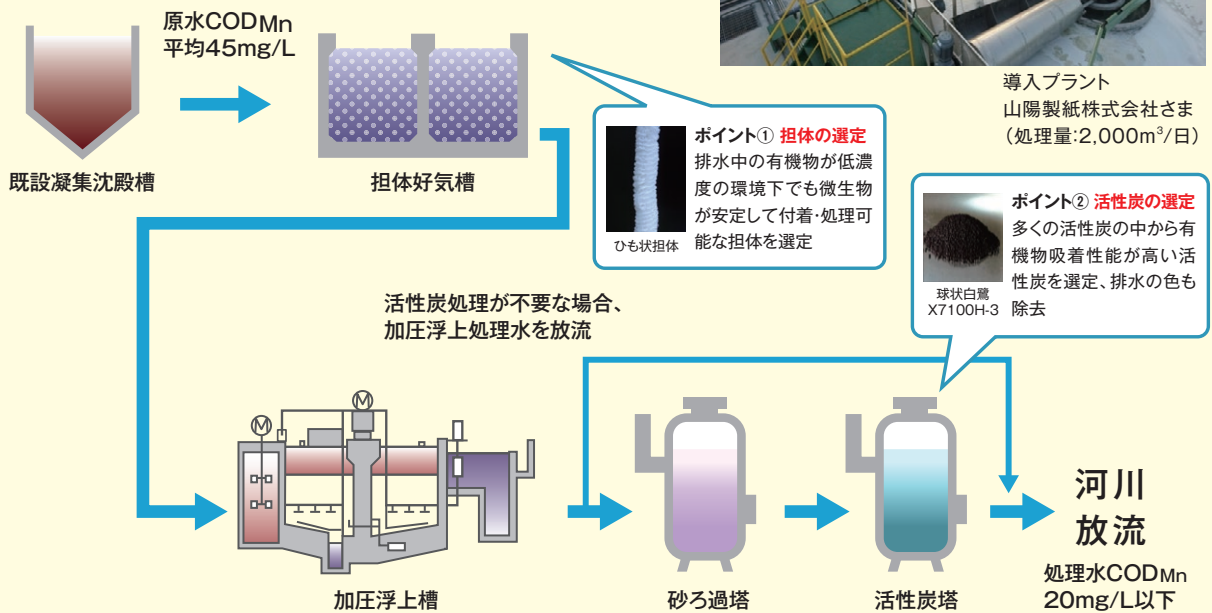 原水CODMn
平均45mg/L
既設凝集沈殿槽
担体好気槽
導入プラント
山陽製紙株式会社さま
(処理量:2,000m³/日)
ポイント① 担体の選定
排水中の有機物が低濃
度の環境下でも微生物
が安定して付着・処理可
能な担体を選定
ひも状担体
ポイント② 活性炭の選定
多くの活性炭の中から有
機物吸着性能が高い活
性炭を選定、排水の色も
除去
球状白鷺
X7100H-3
活性炭処理が不要な場合、
加圧浮上処理水を放流
M
M
加圧浮上槽
砂ろ過塔
活性炭塔
河川
放流
処理水CODMn
20mg/L以下